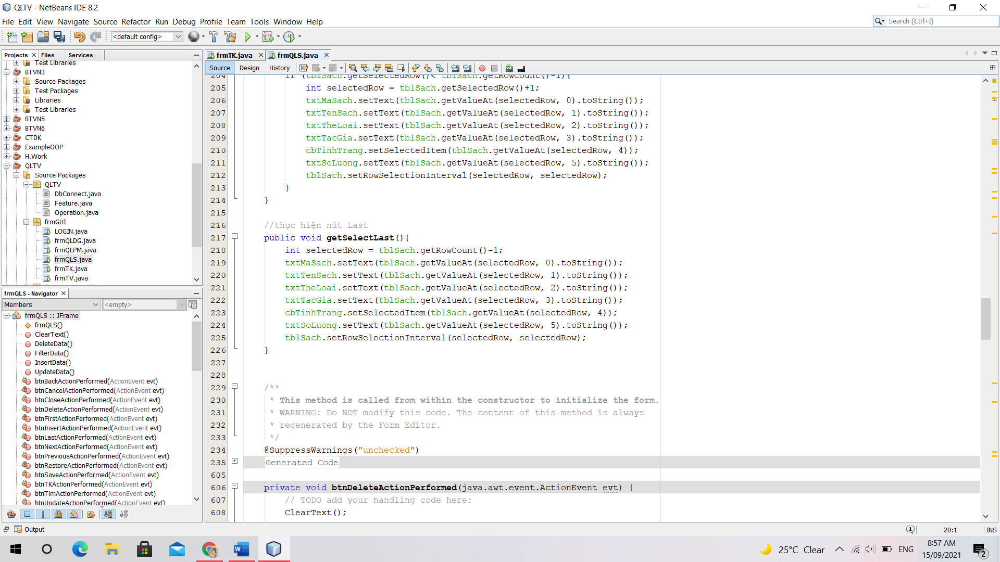 QLTV - NetBeans IDE 8.2
File Edit View Navigate Source Refactor Run Debug Profile Team Tools Window Help
Search (Ctrl+I)
<default config>
Projects Files Services
Test Libraries
BTVN3
Source Packages
Test Packages
Libraries
Test Libraries
BTVN5
BTVN6
CTDK
ExampleOOP
H.Work
QLTV
Source Packages
QLTV
DbConnect.java
Feature.java
Operation.java
frmGUI
LOGIN.java
frmQLDG.java
frmQLPM.java
frmQLS.java
frmTK.java
frmTV.java
frmQLS - Navigator
Members <empty>
frmQLS :: JFrame
frmQLS()
ClearText()
DeleteData()
FilterData()
InsertData()
UpdateData()
btnBackActionPerformed(ActionEvent evt)
btnCancelActionPerformed(ActionEvent evt)
btnCloseActionPerformed(ActionEvent evt)
btnDeleteActionPerformed(ActionEvent evt)
btnFirstActionPerformed(ActionEvent evt)
btnInsertActionPerformed(ActionEvent evt)
btnLastActionPerformed(ActionEvent evt)
btnNextActionPerformed(ActionEvent evt)
btnPreviousActionPerformed(ActionEvent evt)
btnRestoreActionPerformed(ActionEvent evt)
btnSaveActionPerformed(ActionEvent evt)
btnTKActionPerformed(ActionEvent evt)
btnTimActionPerformed(ActionEvent evt)
btnUpdateActionPerformed(ActionEvent evt)
frmTK.java frmQLS.java
Source Design History
204 if (tblSach.getSelectedRow()< tblSach.getRowCount()-1){
205 int selectedRow = tblSach.getSelectedRow()+1;
206 txtMaSach.setText(tblSach.getValueAt(selectedRow, 0).toString());
207 txtTenSach.setText(tblSach.getValueAt(selectedRow, 1).toString());
208 txtTheLoai.setText(tblSach.getValueAt(selectedRow, 2).toString());
209 txtTacGia.setText(tblSach.getValueAt(selectedRow, 3).toString());
210 cbTinhTrang.setSelectedItem(tblSach.getValueAt(selectedRow, 4));
211 txtSoLuong.setText(tblSach.getValueAt(selectedRow, 5).toString());
212 tblSach.setRowSelectionInterval(selectedRow, selectedRow);
213 }
214 }
215
216 //thực hiện nút Last
217 public void getSelectLast(){
218 int selectedRow = tblSach.getRowCount()-1;
219 txtMaSach.setText(tblSach.getValueAt(selectedRow, 0).toString());
220 txtTenSach.setText(tblSach.getValueAt(selectedRow, 1).toString());
221 txtTheLoai.setText(tblSach.getValueAt(selectedRow, 2).toString());
222 txtTacGia.setText(tblSach.getValueAt(selectedRow, 3).toString());
223 cbTinhTrang.setSelectedItem(tblSach.getValueAt(selectedRow, 4));
224 txtSoLuong.setText(tblSach.getValueAt(selectedRow, 5).toString());
225 tblSach.setRowSelectionInterval(selectedRow, selectedRow);
226 }
227
228
229 /**
230 * This method is called from within the constructor to initialize the form.
231 * WARNING: Do NOT modify this code. The content of this method is always
232 * regenerated by the Form Editor.
233 */
234 @SuppressWarnings("unchecked")
235 Generated Code
605
606 private void btnDeleteActionPerformed(java.awt.event.ActionEvent evt) {
607 // TODO add your handling code here:
608 ClearText();
Output
1
20:1 INS
25°C Clear
ENG
8:57 AM
15/09/2021
2